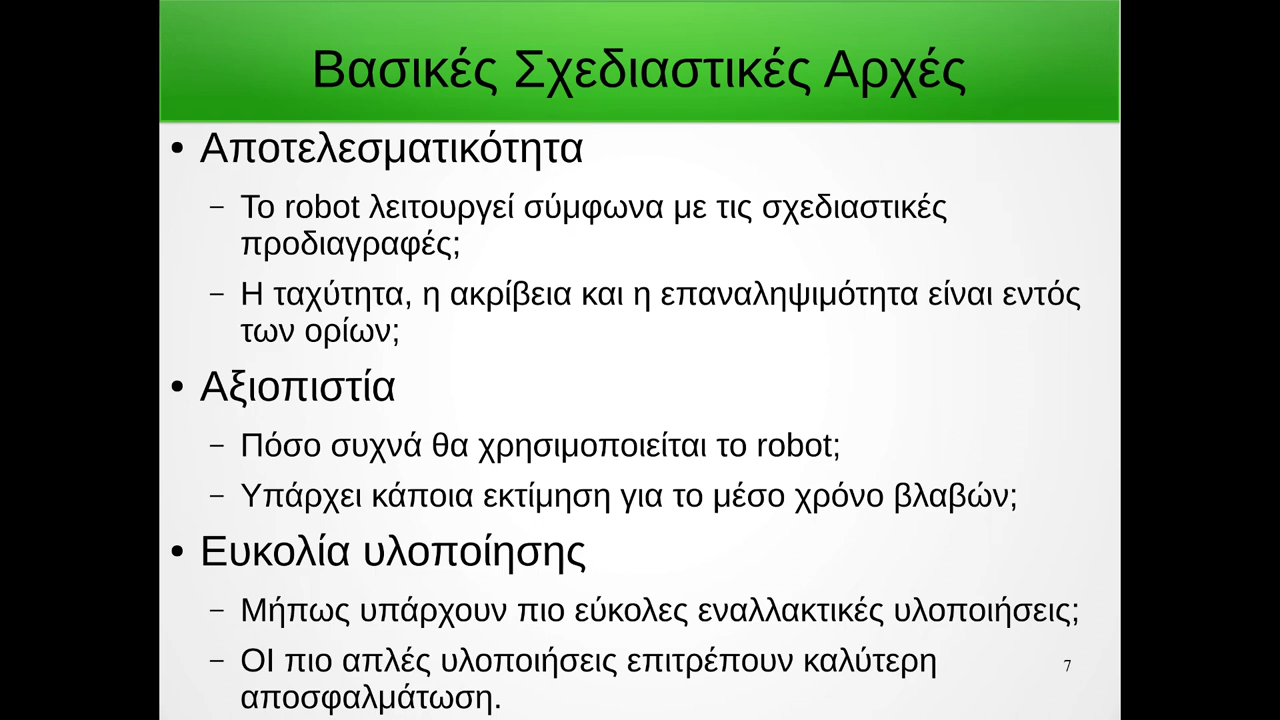 Βασικές Σχεδιαστικές Αρχές
● Αποτελεσματικότητα
– Το robot λειτουργεί σύμφωνα με τις σχεδιαστικές
προδιαγραφές;
– Η ταχύτητα, η ακρίβεια και η επαναληψιμότητα είναι εντός
των ορίων;
● Αξιοπιστία
– Πόσο συχνά θα χρησιμοποιείται το robot;
– Υπάρχει κάποια εκτίμηση για το μέσο χρόνο βλαβών;
● Ευκολία υλοποίησης
– Μήπως υπάρχουν πιο εύκολες εναλλακτικές υλοποιήσεις;
– ΟΙ πιο απλές υλοποιήσεις επιτρέπουν καλύτερη
αποσφαλμάτωση.
7